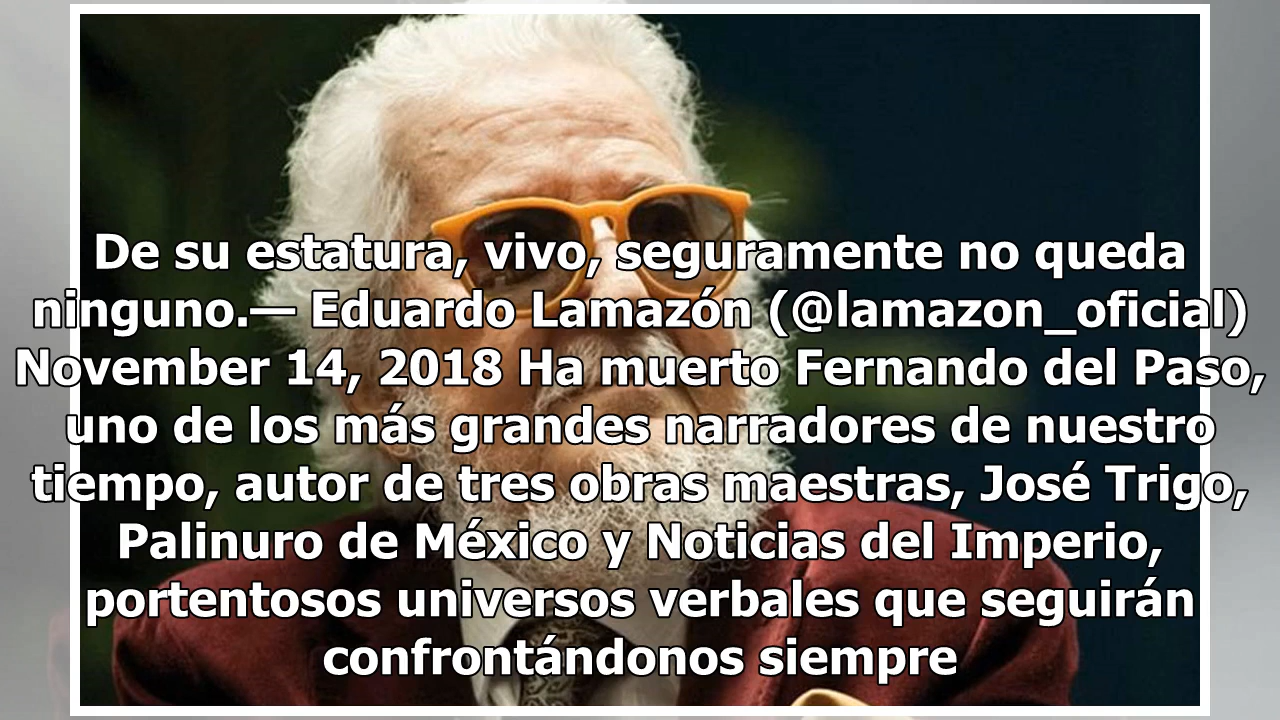 De su estatura, vivo, seguramente no queda
ninguno.— Eduardo Lamazón (@lamazon_oficial)
November 14, 2018 Ha muerto Fernando del Paso,
uno de los más grandes narradores de nuestro
tiempo, autor de tres obras maestras, José Trigo,
Palinuro de México y Noticias del Imperio,
portentosos universos verbales que seguirán
confrontándonos siempre